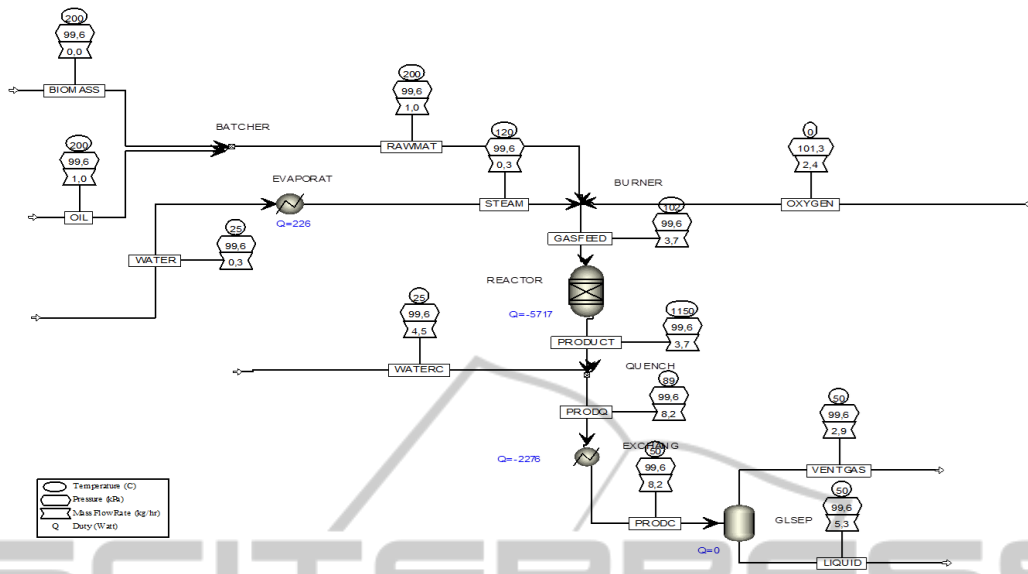 200
99,6
0,0
BIOMASS
200
99,6
1,0
OIL
BATCHER
200
99,6
1,0
RAWMAT
120
99,6
0,3
STEAM
BURNER
0
101,3
2,4
OXYGEN
EVAPORAT
Q=226
25
99,6
0,3
WATER
102
99,6
3,7
GASFEED
REACTOR
Q=-5717
1150
99,6
3,7
PRODUCT
25
99,6
4,5
WATERC
QUENCH
89
99,6
8,2
PRODQ
EXCHANG
Q=-2276
50
99,6
8,2
PRODC
50
99,6
2,9
VENTGAS
GLSEP
Q=0
50
99,6
5,3
LIQUID
Temperature (C)
Pressure (kPa)
Mass Flow Rate (kg/hr)
Q Duty (Watt)
SCITEPRESS